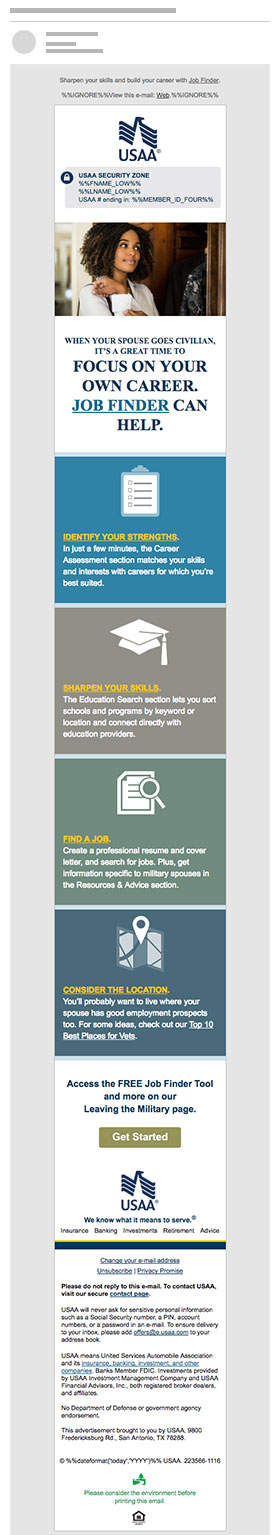 Sharpen your skills and build your career with Job Finder.
%%IGNORE%%View this e-mail: Web.%%IGNORE%%
USAA®
USAA SECURITY ZONE
%%FNAME_LOW%%
%%LNAME_LOW%%
USAA # ending in: %%MEMBER_ID_FOUR%%
WHEN YOUR SPOUSE GOES CIVILIAN,
IT'S A GREAT TIME TO
FOCUS ON YOUR
OWN CAREER.
JOB FINDER CAN
HELP.
IDENTIFY YOUR STRENGTHS.
In just a few minutes, the Career
Assessment section matches your skills
and interests with careers for which you're
best suited.
SHARPEN YOUR SKILLS.
The Education Search section lets you sort
schools and programs by keyword or
location and connect directly with
education providers.
FIND A JOB.
Create a professional resume and cover
letter, and search for jobs. Plus, get
information specific to military spouses in
the Resources & Advice section.
CONSIDER THE LOCATION.
You'll probably want to live where your
spouse has good employment prospects
too. For some ideas, check out our Top 10
Best Places for Vets.
Access the FREE Job Finder Tool
and more on our
Leaving the Military page.
Get Started
USAA®
We know what it means to serve.®
Insurance Banking Investments Retirement Advice
Change your e-mail address
Unsubscribe | Privacy Promise
Please do not reply to this e-mail. To contact USAA,
visit our secure contact page.
USAA will never ask for sensitive personal information
such as a Social Security number, a PIN, account
numbers, or a password in an e-mail. To ensure delivery
to your inbox, please add offers@e.usaa.com to your
address book.
USAA means United Services Automobile Association
and its insurance, banking, investment, and other
companies. Banks Member FDIC. Investments provided
by USAA Investment Management Company and USAA
Financial Advisors, Inc., both registered broker dealers,
and affiliates.
No Department of Defense or government agency
endorsement.
This advertisement brought to you by USAA, 9800
Fredericksburg Rd., San Antonio, TX 78288.
© %%dateformat('today','YYYY')%% USAA. 223586-1116
Please consider the environment before
printing this email.